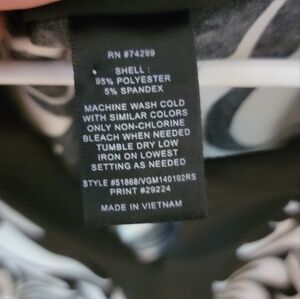 RN #74299
SHELL :
95% POLYESTER
5% SPANDEX
MACHINE WASH COLD
WITH SIMILAR COLORS
ONLY NON-CHLORINE
BLEACH WHEN NEEDED
TUMBLE DRY LOW
IRON ON LOWEST
SETTING AS NEEDED
STYLE #51868/VGM140102RS
PRINT #29224
MADE IN VIETNAM